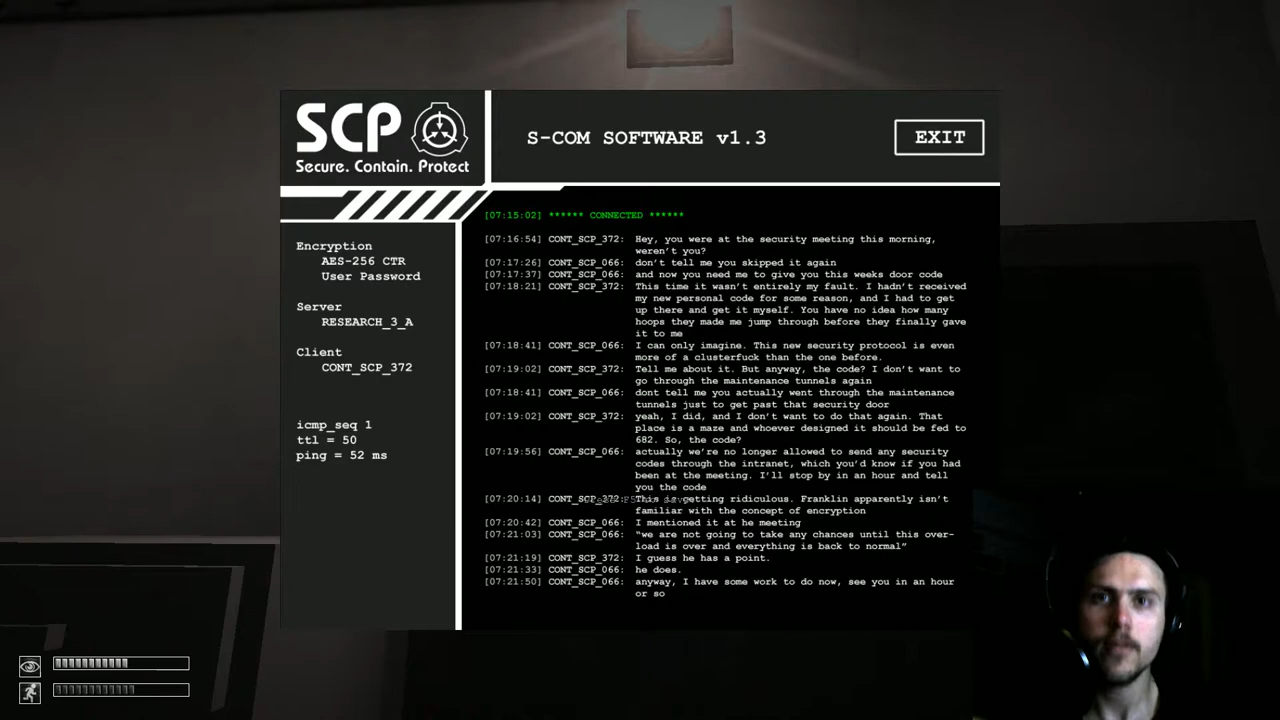 SCP
Secure. Contain. Protect
S-COM SOFTWARE v1.3
EXIT
Encryption
AES-256 CTR
User Password
Server
RESEARCH_3_A
Client
CONT_SCP_372
icmp_seq 1
ttl = 50
ping = 52 ms
[07:15:02] ****** CONNECTED ******
[07:16:54] CONT_SCP_372: Hey, you were at the security meeting this morning,
weren't you?
[07:17:26] CONT_SCP_066: don't tell me you skipped it again
[07:17:37] CONT_SCP_066: and now you need me to give you this weeks door code
[07:18:21] CONT_SCP_372: This time it wasn't entirely my fault. I hadn't received
my new personal code for some reason, and I had to get
up there and get it myself. You have no idea how many
hoops they made me jump through before they finally gave
it to me
[07:18:41] CONT_SCP_066: I can only imagine. This new security protocol is even
more of a clusterfuck than the one before.
[07:19:02] CONT_SCP_372: Tell me about it. But anyway, the code? I don't want to
go through the maintenance tunnels again
[07:18:41] CONT_SCP_066: dont tell me you actually went through the maintenance
tunnels just to get past that security door
[07:19:02] CONT_SCP_372: yeah, I did, and I don't want to do that again. That
place is a maze and whoever designed it should be fed to
682. So, the code?
[07:19:56] CONT_SCP_066: actually we're no longer allowed to send any security
codes through the intranet, which you'd know if you had
been at the meeting. I'll stop by in an hour and tell
you the code
[07:20:14] CONT_SCP_372: This is getting ridiculous. Franklin apparently isn't
familiar with the concept of encryption
[07:20:42] CONT_SCP_066: I mentioned it at he meeting
[07:21:03] CONT_SCP_066: "we are not going to take any chances until this over-
load is over and everything is back to normal"
[07:21:19] CONT_SCP_372: I guess he has a point.
[07:21:33] CONT_SCP_066: he does.
[07:21:50] CONT_SCP_066: anyway, I have some work to do now, see you in an hour
or so